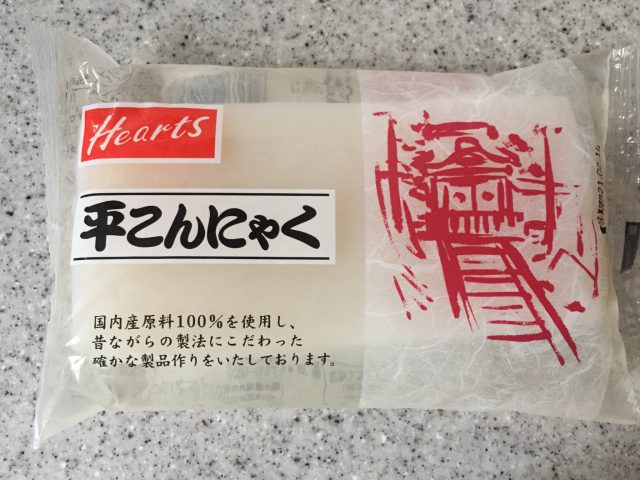 Hearts
平こんにゃく
国内産原料100%を使用し、
昔ながらの製法にこだわった
確かな製品作りをいたしております。